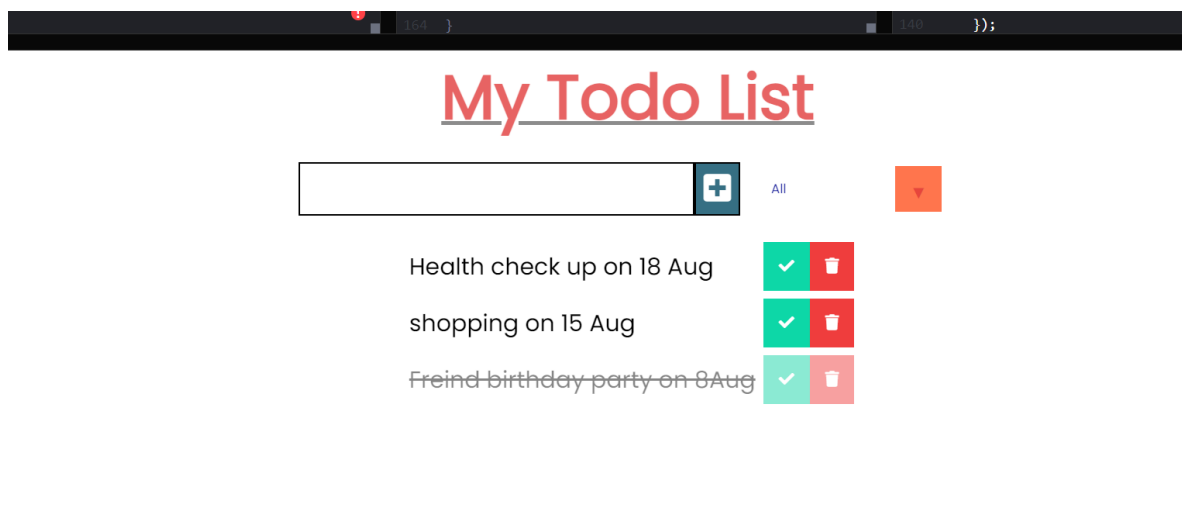 164 }
140 });
My Todo List
All
Health check up on 18 Aug
shopping on 15 Aug
Freind birthday party on 8Aug